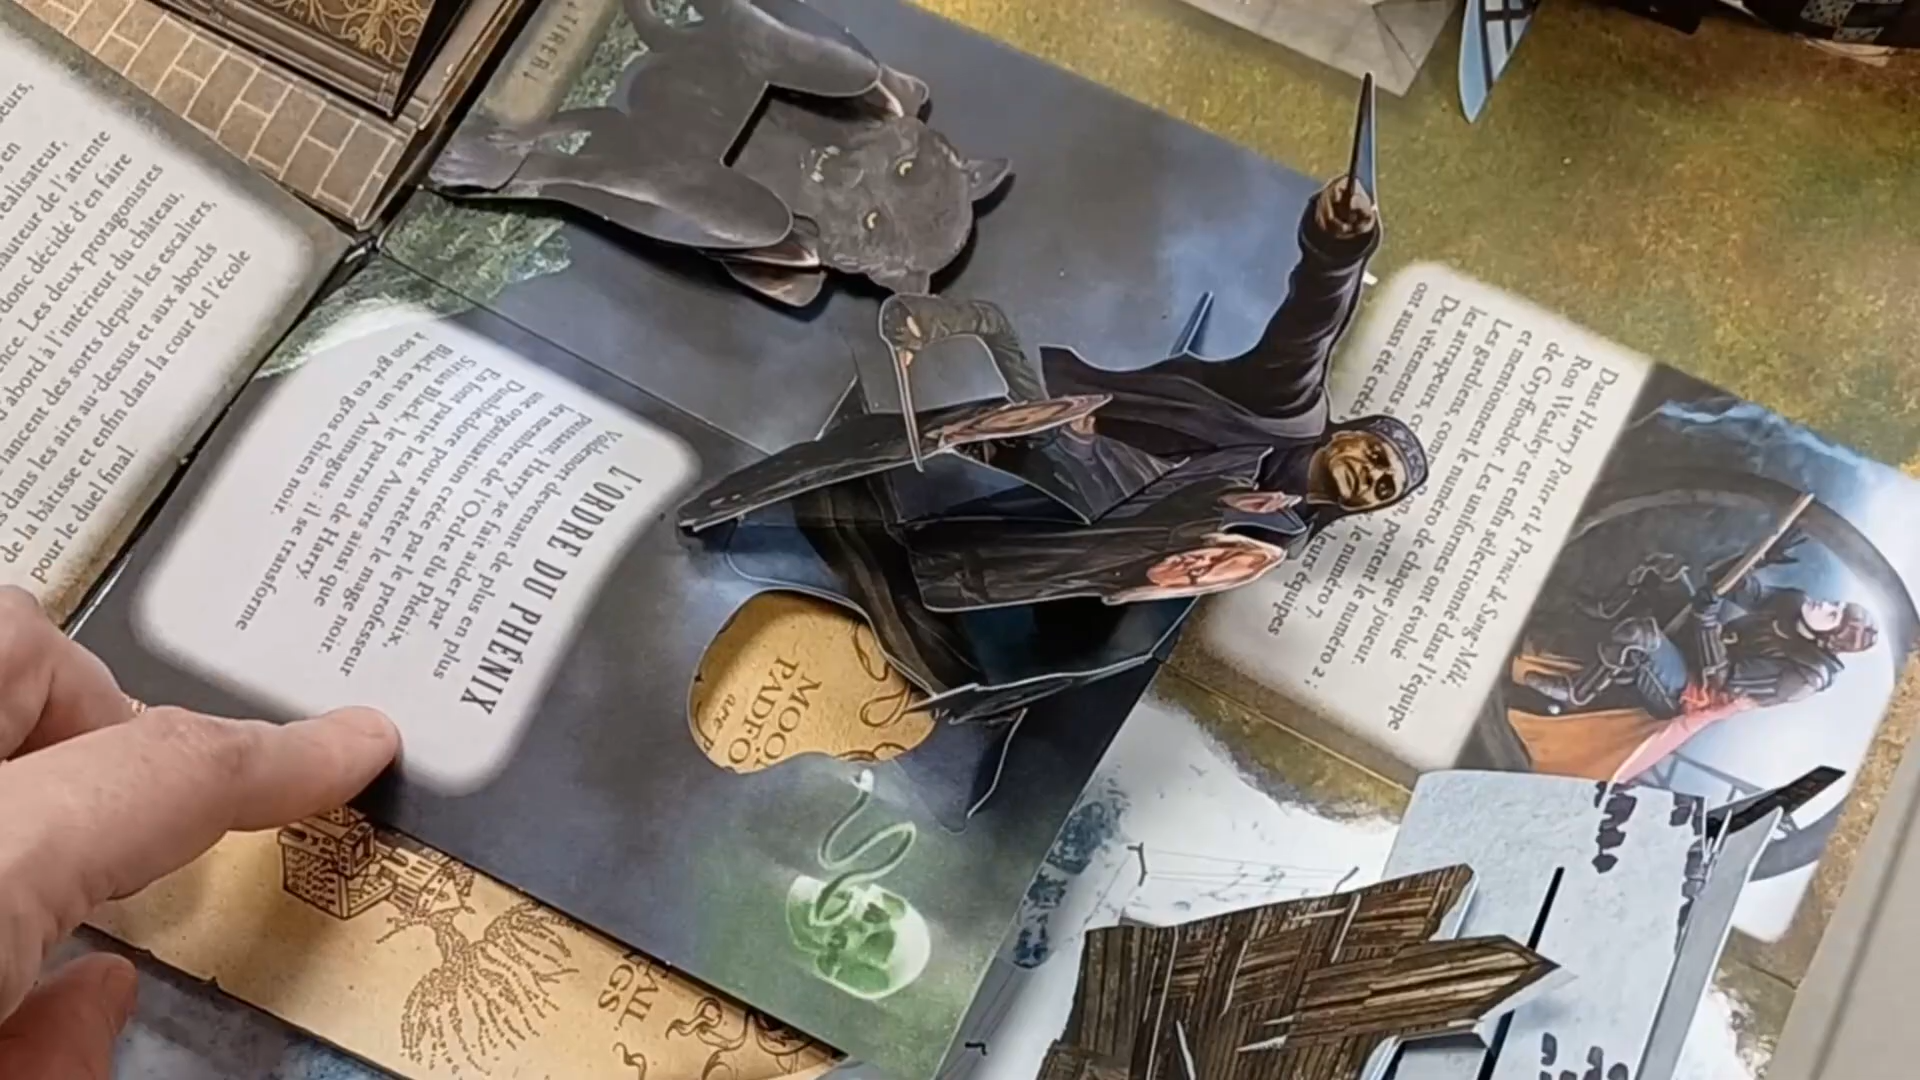 en
réalisateur,
hauteur de l'attente
donc décidé d'en faire
Les deux protagonistes
d'abord à l'intérieur du château,
lancent des sorts depuis les escaliers,
dans les airs au-dessus et aux abords
de la bâtisse et enfin dans la cour de l'école
pour le duel final.
L'ORDRE DU PHÉNIX
Voldemort devenant de plus en plus
puissant, Harry se fait aider par
les membres de l'Ordre du Phénix,
une organisation créée par le professeur
Dumbledore pour arrêter le mage noir.
En font partie les Aurors ainsi que
Sirius Black, le parrain de Harry.
Black est un Animagus : il se transforme
à son gré en gros chien noir.
Dans Harry Potter et le Prince de Sang-Mêlé,
Ron Weasley est enfin sélectionné dans l'équipe
de Gryffondor. Les uniformes ont évolué
et mentionnent le numéro de chaque joueur.
Les gardiens, portent le numéro 2 ;
les attrapeurs, le numéro 7.
Des vêtements leurs équipes
ont aussi été créés
MOO
PADFO
are